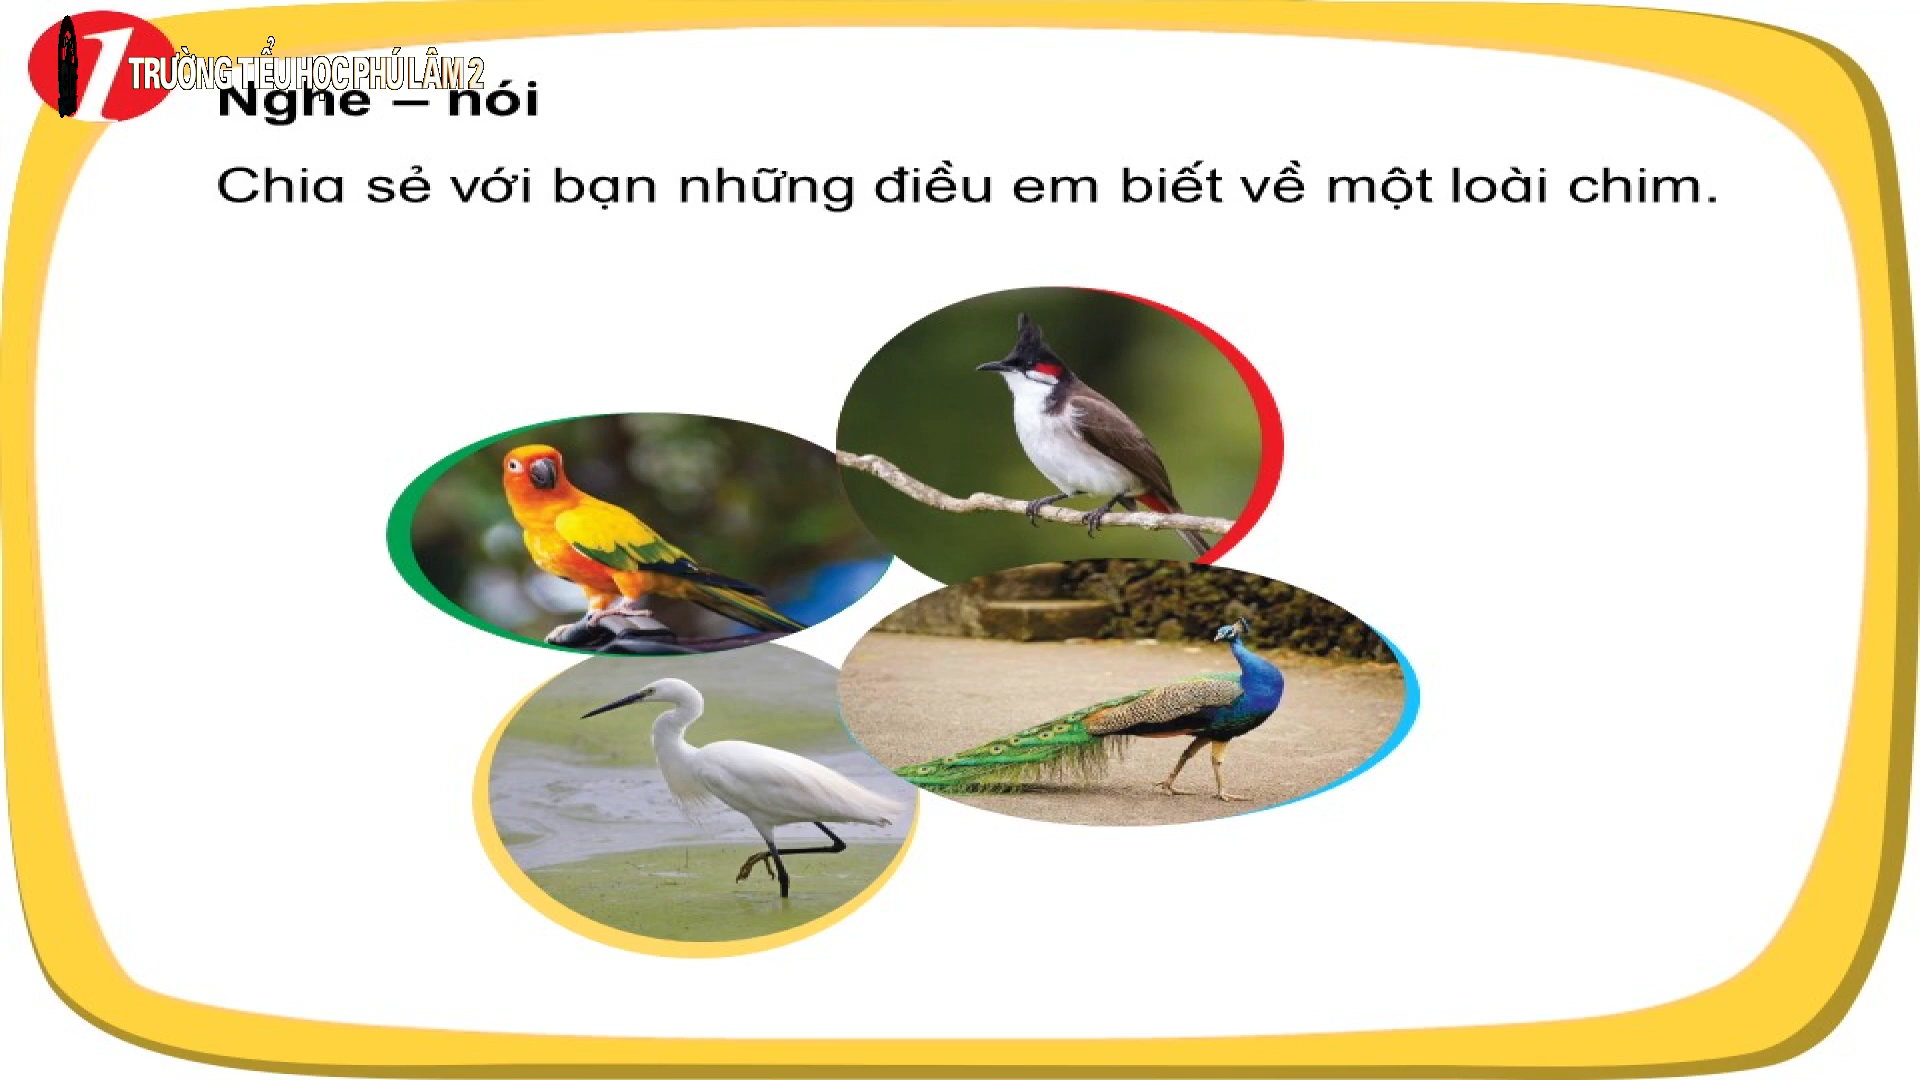 1
TRƯỜNG TIỂU HỌC PHÚ LÂM 2
Nghe – nói
Chia sẻ với bạn những điều em biết về một loài chim.